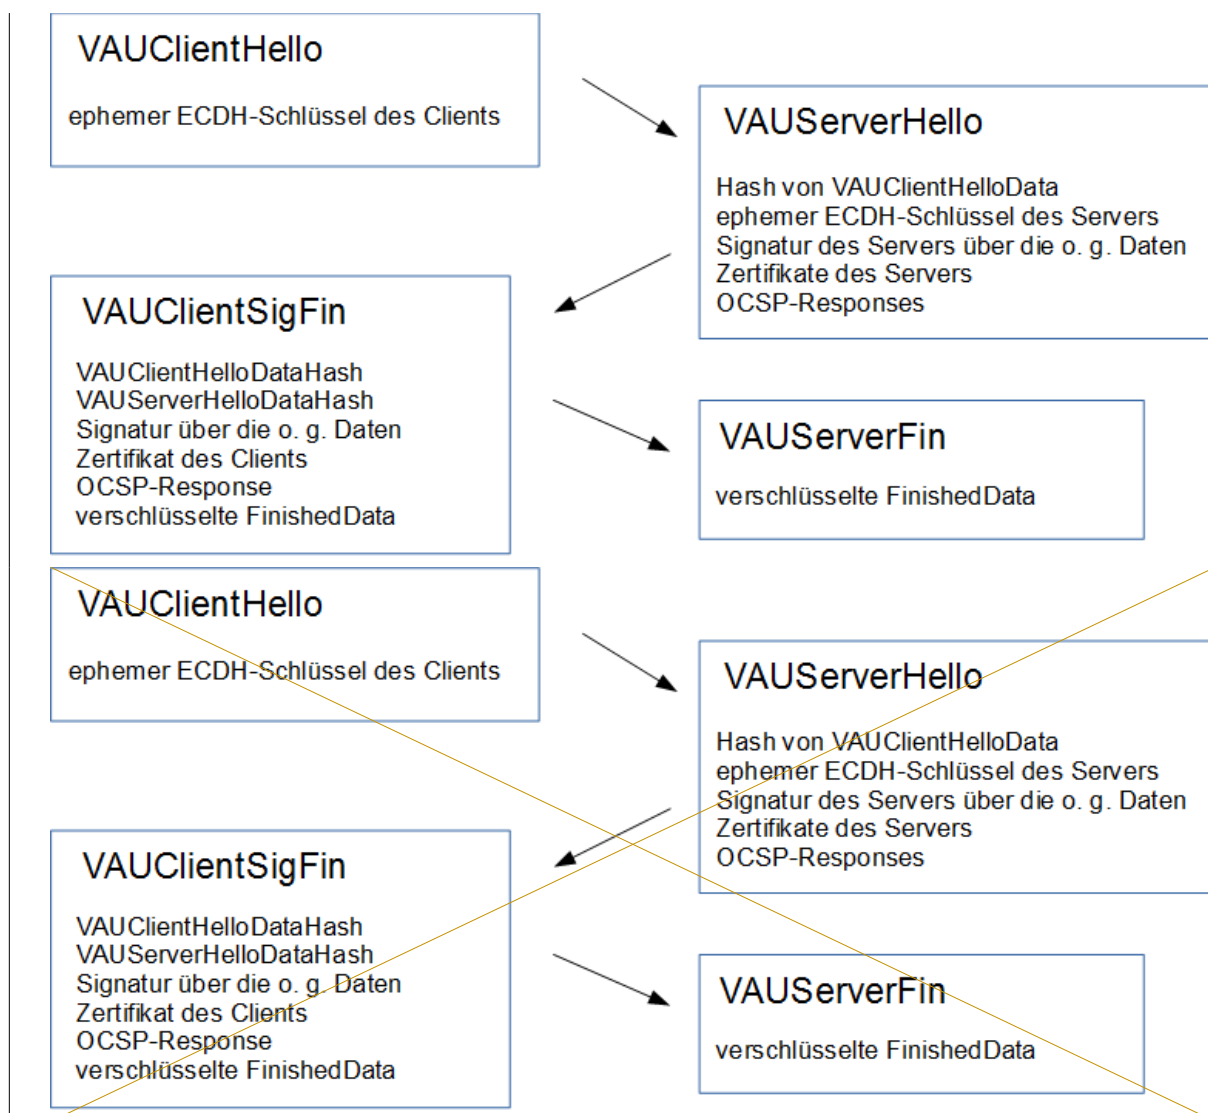 VAUClientHello
ephemer ECDH-Schlüssel des Clients
VAUServerHello
Hash von VAUClientHelloData
ephemer ECDH-Schlüssel des Servers
Signatur des Servers über die o. g. Daten
Zertifikate des Servers
OCSP-Responses
VAUClientSigFin
VAUClientHelloDataHash
VAUServerHelloDataHash
Signatur über die o. g. Daten
Zertifikat des Clients
OCSP-Response
verschlüsselte FinishedData
VAUServerFin
verschlüsselte FinishedData
VAUClientHello
ephemer ECDH-Schlüssel des Clients
VAUServerHello
Hash von VAUClientHelloData
ephemer ECDH-Schlüssel des Servers
Signatur des Servers über die o. g. Daten
Zertifikate des Servers
OCSP-Responses
VAUClientSigFin
VAUClientHelloDataHash
VAUServerHelloDataHash
Signatur über die o. g. Daten
Zertifikat des Clients
OCSP-Response
verschlüsselte FinishedData
VAUServerFin
verschlüsselte FinishedData